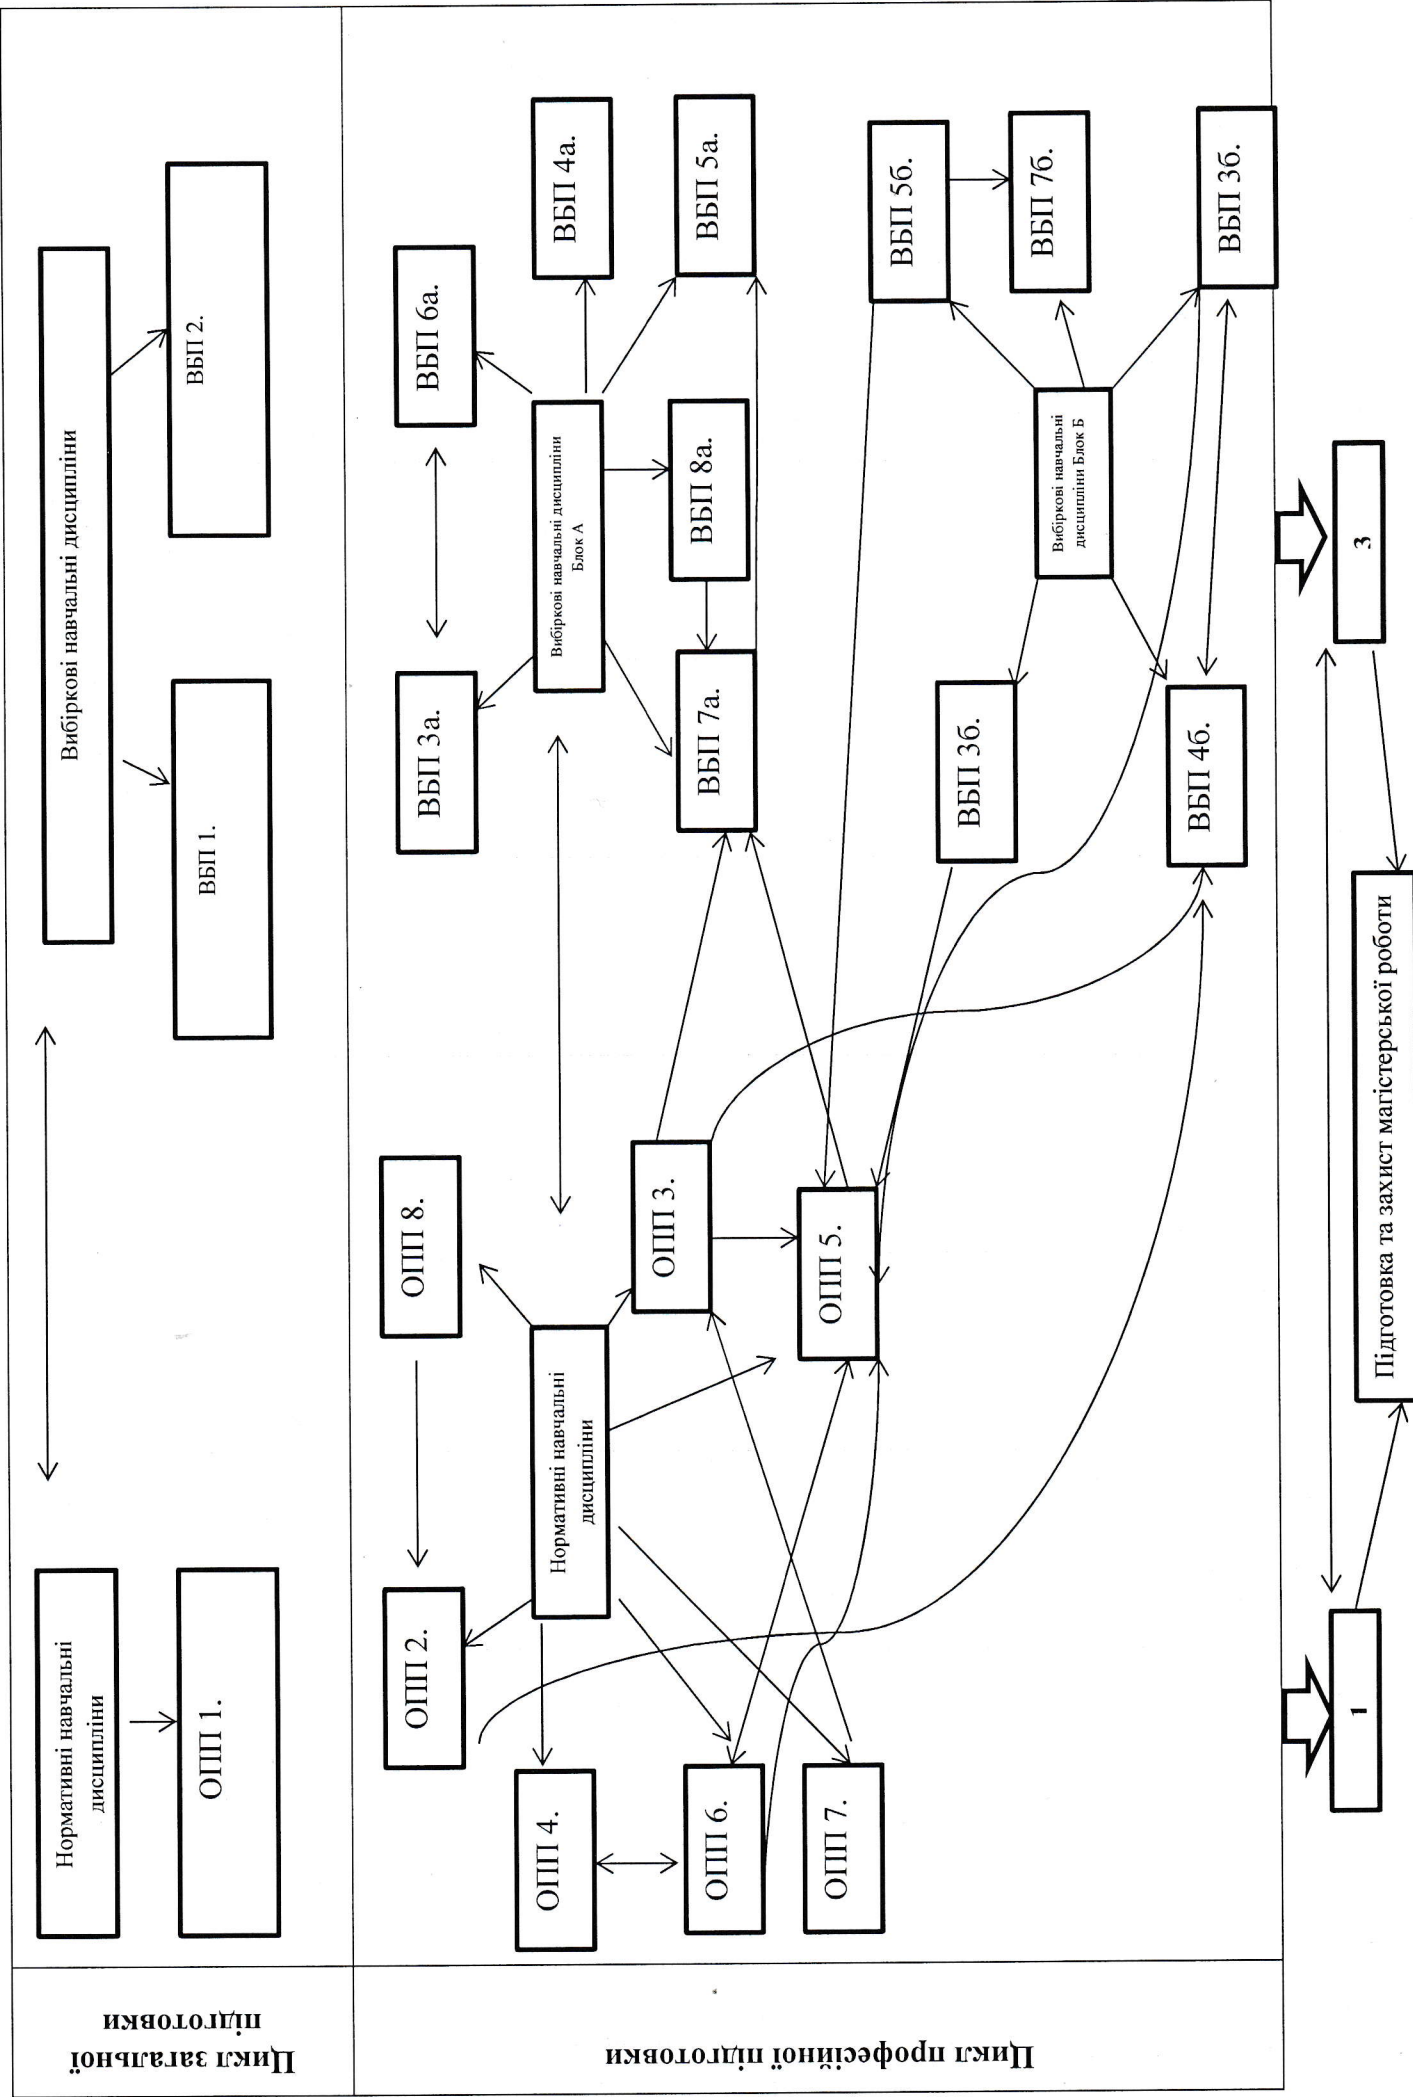 Цикл загальної
підготовки
Нормативні навчальні
дисципліни
ОПП 1.
Вибіркові навчальні дисципліни
ВБП 1.
ВБП 2.
Цикл професійної підготовки
ОПП 2.
ОПП 8.
ОПП 4.
Нормативні навчальні
дисципліни
ОПП 3.
ОПП 6.
ОПП 5.
ОПП 7.
ВБП 3а.
ВБП 6а.
Вибіркові навчальні дисципліни
Блок А
ВБП 4а.
ВБП 7а.
ВБП 8а.
ВБП 5а.
ВБП 5б.
ВБП 3б.
Вибіркові навчальні
дисципліни Блок Б
ВБП 7б.
ВБП 4б.
ВБП 3б.
1
3
Підготовка та захист магістерської роботи